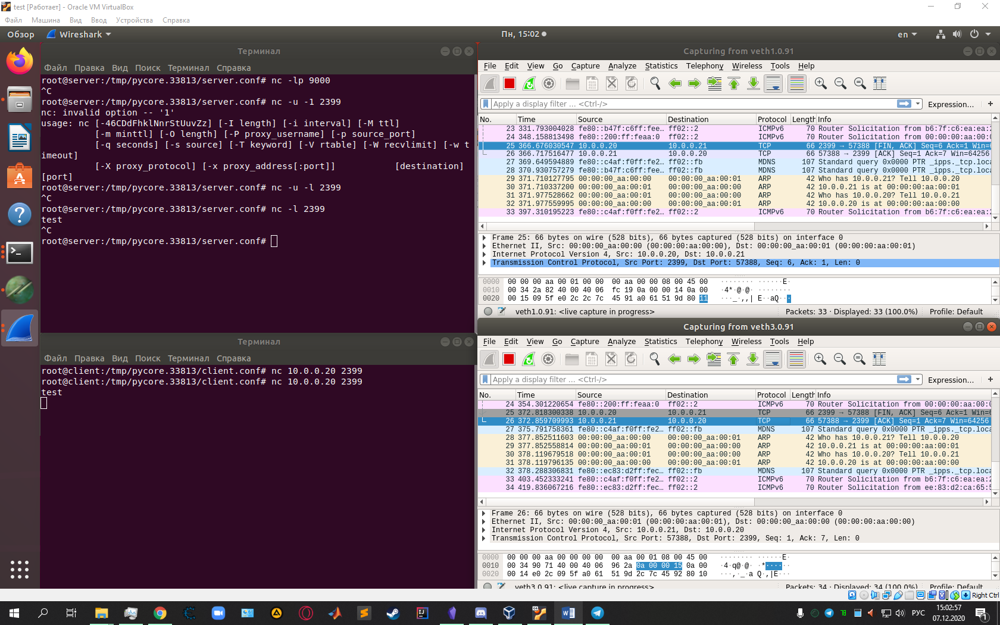 test [Работает] - Oracle VM VirtualBox
Файл Машина Вид Ввод Устройства Справка
Обзор Wireshark Пн, 15:02 en
Терминал
Файл Правка Вид Поиск Терминал Справка
root@server:/tmp/pycore.33813/server.conf# nc -lp 9000
^C
root@server:/tmp/pycore.33813/server.conf# nc -u -1 2399
nc: invalid option -- '1'
usage: nc [-46CDdFhklNnrStUuvZz] [-I length] [-i interval] [-M ttl]
[-m minttl] [-O length] [-P proxy_username] [-p source_port]
[-q seconds] [-s source] [-T keyword] [-V rtable] [-W recvlimit] [-w t
imeout]
[-X proxy_protocol] [-x proxy_address[:port]] [destination]
[port]
root@server:/tmp/pycore.33813/server.conf# nc -u -l 2399
^C
root@server:/tmp/pycore.33813/server.conf# nc -l 2399
test
^C
root@server:/tmp/pycore.33813/server.conf#
Терминал
Файл Правка Вид Поиск Терминал Справка
root@client:/tmp/pycore.33813/client.conf# nc 10.0.0.20 2399
root@client:/tmp/pycore.33813/client.conf# nc 10.0.0.20 2399
test
Capturing from veth1.0.91
File Edit View Go Capture Analyze Statistics Telephony Wireless Tools Help
Apply a display filter ... <Ctrl-/> Expression... +
No. Time Source Destination Protocol Length Info
23 331.793004028 fe80::b47f:c6ff:fee… ff02::2 ICMPv6 70 Router Solicitation from b6:7f:c6:ea:ea:
24 348.158813498 fe80::200:ff:feaa:0 ff02::2 ICMPv6 70 Router Solicitation from 00:00:00:aa:00:
25 366.676030547 10.0.0.20 10.0.0.21 TCP 66 2399 → 57388 [FIN, ACK] Seq=6 Ack=1 Win=
26 366.717516477 10.0.0.21 10.0.0.20 TCP 66 57388 → 2399 [ACK] Seq=1 Ack=7 Win=64256
27 369.649594889 fe80::c4af:f0ff:fe2… ff02::fb MDNS 107 Standard query 0x0000 PTR _ipps._tcp.loca
28 370.930757279 fe80::b47f:c6ff:fee… ff02::fb MDNS 107 Standard query 0x0000 PTR _ipps._tcp.loca
29 371.710127795 00:00:00_aa:00:00 00:00:00_aa:00:01 ARP 42 Who has 10.0.0.21? Tell 10.0.0.20
30 371.710337200 00:00:00_aa:00:01 00:00:00_aa:00:00 ARP 42 10.0.0.21 is at 00:00:00:aa:00:01
31 371.977528662 00:00:00_aa:00:01 00:00:00_aa:00:00 ARP 42 Who has 10.0.0.20? Tell 10.0.0.21
32 371.977559995 00:00:00_aa:00:00 00:00:00_aa:00:01 ARP 42 10.0.0.20 is at 00:00:00:aa:00:00
33 397.310195223 fe80::c4af:f0ff:fe2… ff02::2 ICMPv6 70 Router Solicitation from b6:7f:c6:ea:ea:
Frame 25: 66 bytes on wire (528 bits), 66 bytes captured (528 bits) on interface 0
Ethernet II, Src: 00:00:00_aa:00:00 (00:00:00:aa:00:00), Dst: 00:00:00_aa:00:01 (00:00:00:aa:00:01)
Internet Protocol Version 4, Src: 10.0.0.20, Dst: 10.0.0.21
Transmission Control Protocol, Src Port: 2399, Dst Port: 57388, Seq: 6, Ack: 1, Len: 0
0000 00 00 00 aa 00 01 00 00 00 aa 00 00 08 00 45 00 ········ ······E·
0010 00 34 2a 82 40 00 40 06 fc 19 0a 00 00 14 0a 00 ·4*·@·@· ········
0020 00 15 09 5f e0 2c 2c 7c 45 91 a0 61 51 9d 80 11 ···_·,,| E··aQ···
veth1.0.91: <live capture in progress> Packets: 33 · Displayed: 33 (100.0%) Profile: Default
Capturing from veth3.0.91
File Edit View Go Capture Analyze Statistics Telephony Wireless Tools Help
Apply a display filter ... <Ctrl-/> Expression... +
No. Time Source Destination Protocol Length Info
24 354.301220654 fe80::200:ff:feaa:0 ff02::2 ICMPv6 70 Router Solicitation from 00:00:00:aa:00:
25 372.818300338 10.0.0.20 10.0.0.21 TCP 66 2399 → 57388 [FIN, ACK] Seq=6 Ack=1 Win=
26 372.859709993 10.0.0.21 10.0.0.20 TCP 66 57388 → 2399 [ACK] Seq=1 Ack=7 Win=64256
27 375.791758361 fe80::c4af:f0ff:fe2… ff02::fb MDNS 107 Standard query 0x0000 PTR _ipps._tcp.loca
28 377.852511603 00:00:00_aa:00:00 00:00:00_aa:00:01 ARP 42 Who has 10.0.0.21? Tell 10.0.0.20
29 377.852558814 00:00:00_aa:00:01 00:00:00_aa:00:00 ARP 42 10.0.0.21 is at 00:00:00:aa:00:01
30 378.119679518 00:00:00_aa:00:01 00:00:00_aa:00:00 ARP 42 Who has 10.0.0.20? Tell 10.0.0.21
31 378.119796135 00:00:00_aa:00:00 00:00:00_aa:00:01 ARP 42 10.0.0.20 is at 00:00:00:aa:00:00
32 378.288306831 fe80::ec83:d2ff:fec… ff02::fb MDNS 107 Standard query 0x0000 PTR _ipps._tcp.loca
33 403.452333241 fe80::c4af:f0ff:fe2… ff02::2 ICMPv6 70 Router Solicitation from b6:7f:c6:ea:ea:
34 419.836067216 fe80::ec83:d2ff:fec… ff02::2 ICMPv6 70 Router Solicitation from ee:83:d2:ca:65:
Frame 26: 66 bytes on wire (528 bits), 66 bytes captured (528 bits) on interface 0
Ethernet II, Src: 00:00:00_aa:00:01 (00:00:00:aa:00:01), Dst: 00:00:00_aa:00:00 (00:00:00:aa:00:00)
Internet Protocol Version 4, Src: 10.0.0.21, Dst: 10.0.0.20
Transmission Control Protocol, Src Port: 57388, Dst Port: 2399, Seq: 1, Ack: 7, Len: 0
0000 00 00 00 aa 00 00 00 00 00 aa 00 01 08 00 45 00 ········ ······E·
0010 00 34 90 71 40 00 40 06 96 2a 0a 00 00 15 0a 00 ·4·q@·@· ·*······
0020 00 14 e0 2c 09 5f a0 61 51 9d 2c 7c 45 92 80 10 ···,·_·a Q·,|E···
veth3.0.91: <live capture in progress> Packets: 34 · Displayed: 34 (100.0%) Profile: Default
Right Ctrl
РУС 15:02:57
07.12.2020